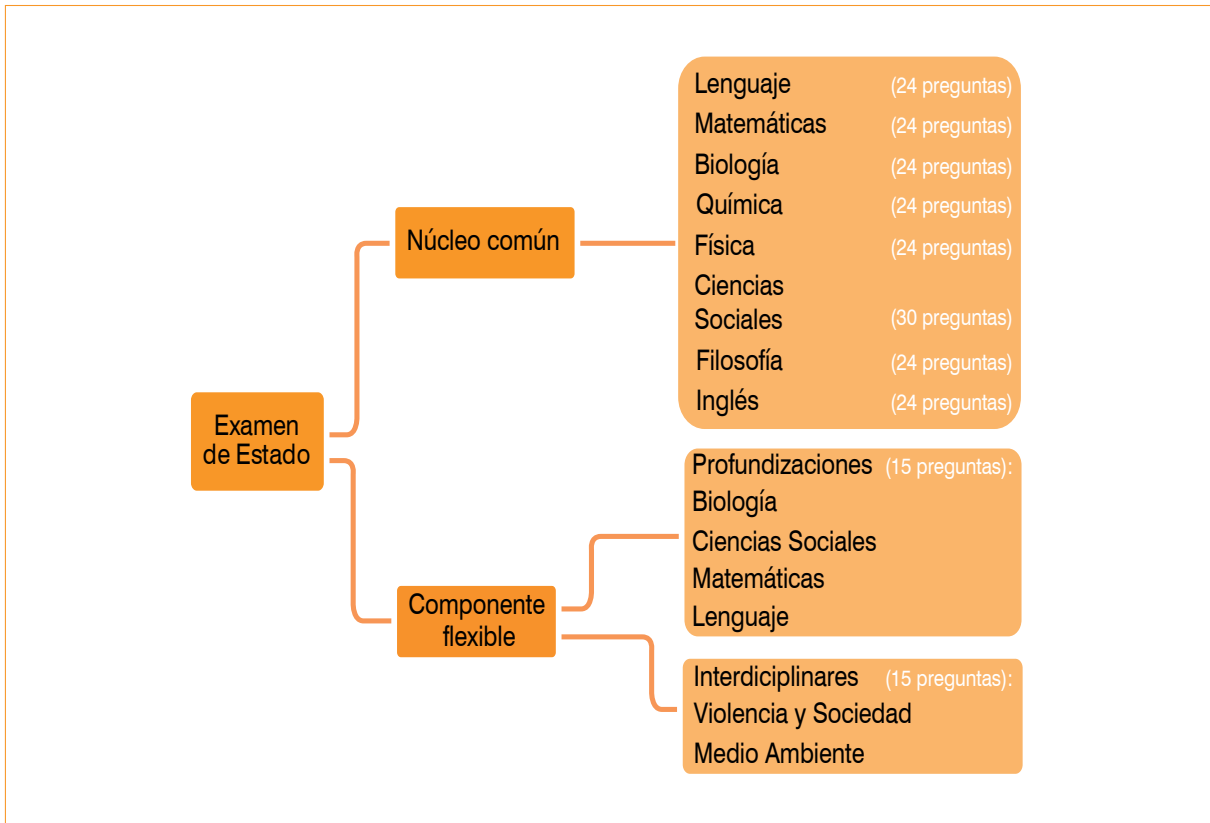 Lenguaje (24 preguntas)
Matemáticas (24 preguntas)
Biología (24 preguntas)
Química (24 preguntas)
Física (24 preguntas)
Ciencias
Sociales (30 preguntas)
Filosofía (24 preguntas)
Inglés (24 preguntas)
Núcleo común
Examen
de Estado
Profundizaciones (15 preguntas):
Biología
Ciencias Sociales
Matemáticas
Lenguaje
Componente
flexible
Interdiciplinares (15 preguntas):
Violencia y Sociedad
Medio Ambiente